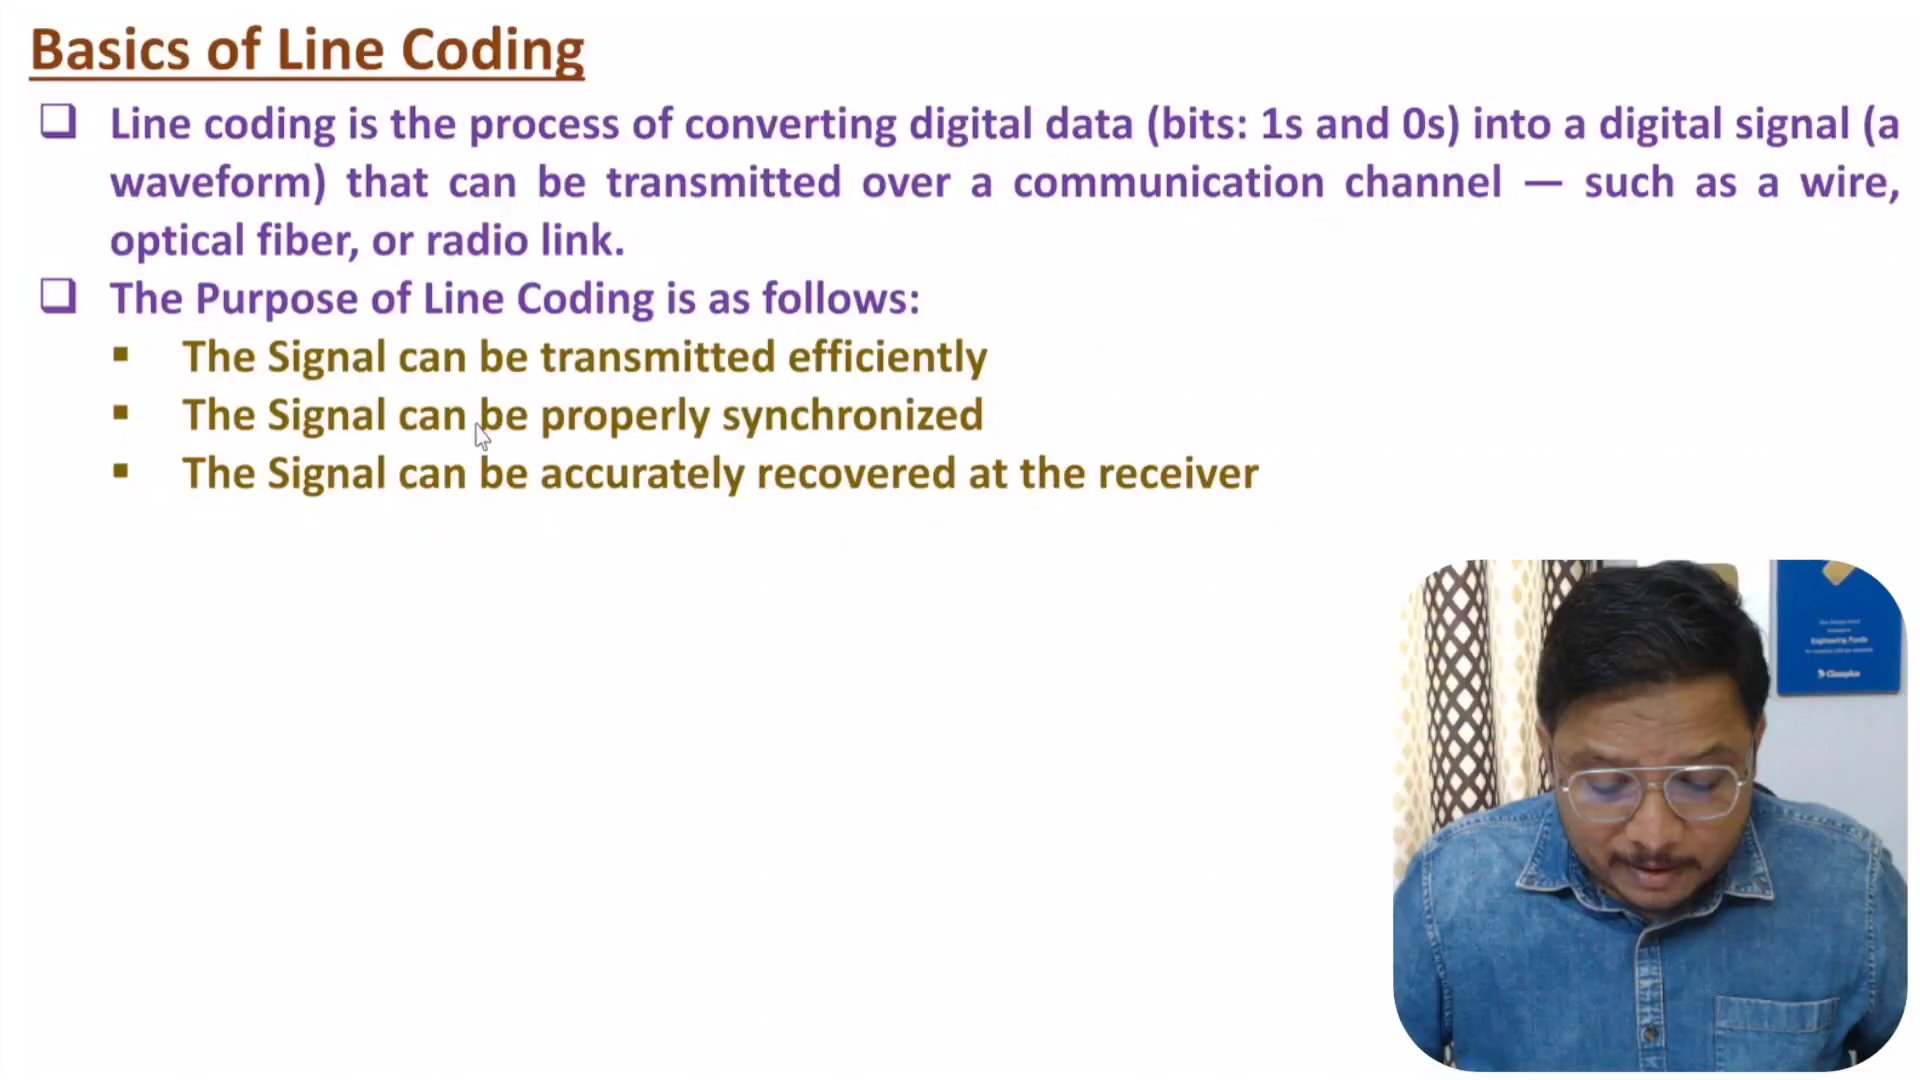 Basics of Line Coding
Line coding is the process of converting digital data (bits: 1s and 0s) into a digital signal (a
waveform) that can be transmitted over a communication channel — such as a wire,
optical fiber, or radio link.
The Purpose of Line Coding is as follows:
The Signal can be transmitted efficiently
The Signal can be properly synchronized
The Signal can be accurately recovered at the receiver
Engineering Funda
Classplus